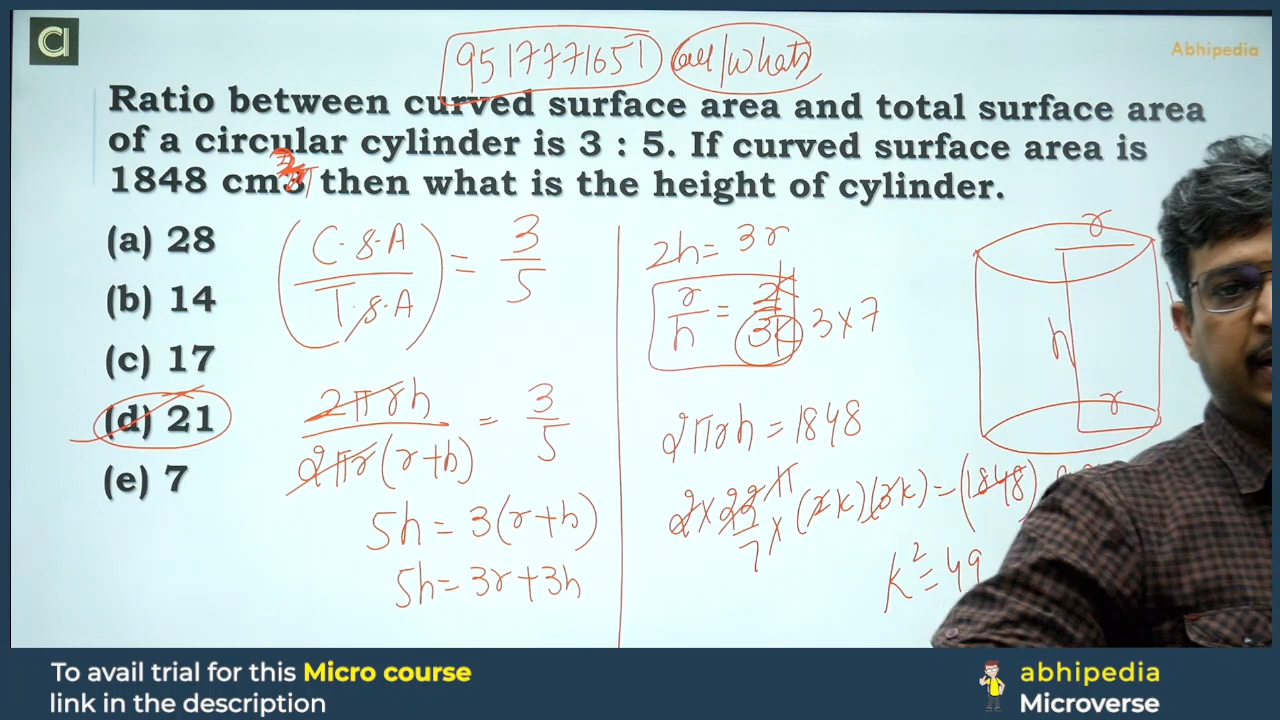 9517771651 call/whats
Abhipedia
Ratio between curved surface area and total surface area
of a circular cylinder is 3 : 5. If curved surface area is
1848 cm2 then what is the height of cylinder.
(a) 28
(b) 14
(c) 17
(d) 21
(e) 7
(C.S.A / T.S.A) = 3/5
2πrh / 2πr(r+h) = 3/5
5h = 3(r+h)
5h = 3r+3h
2h = 3r
r/h = 2k/3k 3×7
2πrh = 1848
2×22/7×(2k)(3k) = (1848)
k² = 49
r
h
r
To avail trial for this Micro course
link in the description
abhipedia
Microverse